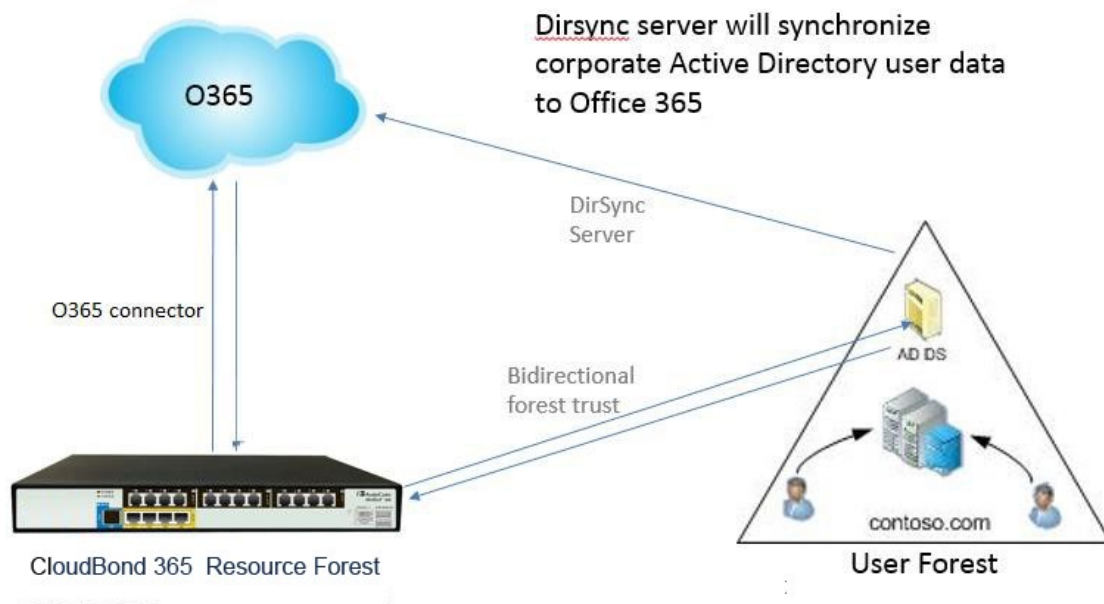 Dirsync server will synchronize
corporate Active Directory user data
to Office 365
O365
DirSync
Server
O365 connector
AD DS
Bidirectional
forest trust
contoso.com
CloudBond 365 Resource Forest
User Forest